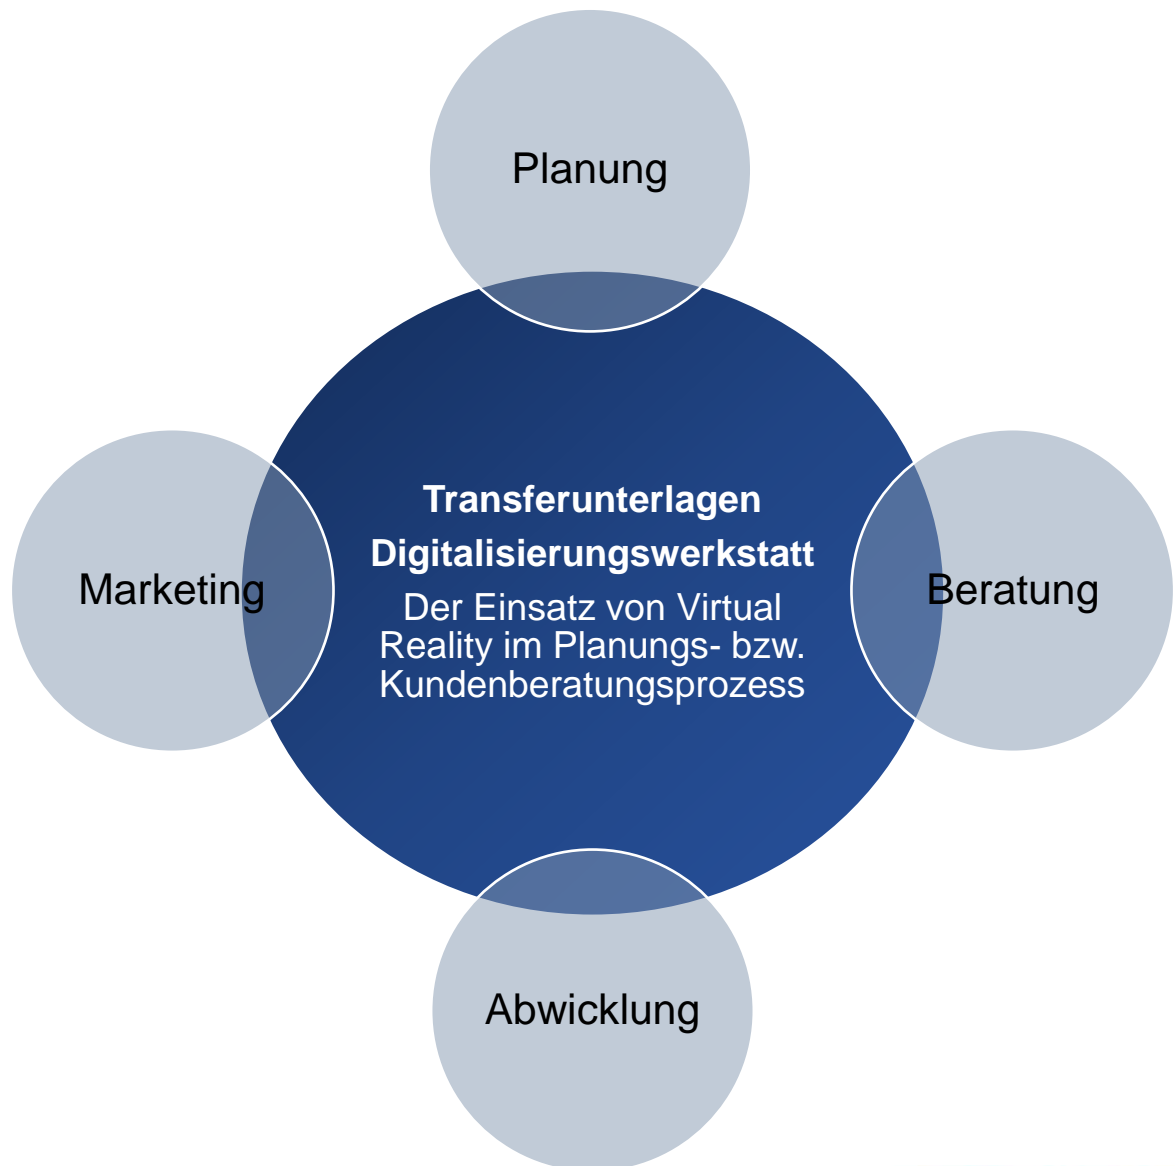 Planung
Transferunterlagen
Digitalisierungswerkstatt
Der Einsatz von Virtual
Reality im Planungs- bzw.
Kundenberatungsprozess
Marketing
Beratung
Abwicklung